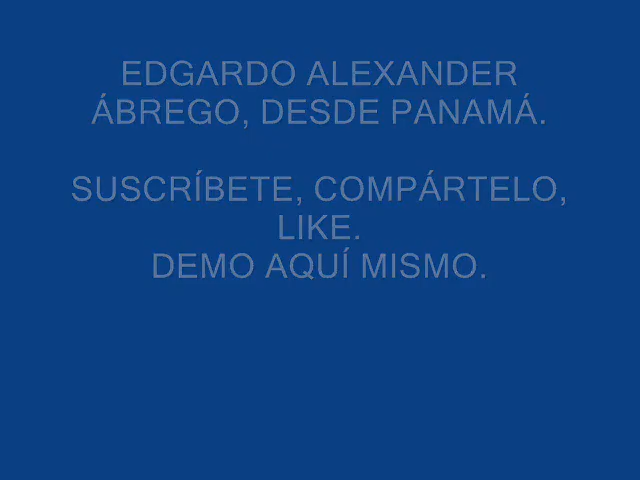 EDGARDO ALEXANDER
ÁBREGO, DESDE PANAMÁ.
SUSCRÍBETE, COMPÁRTELO,
LIKE.
DEMO AQUÍ MISMO.